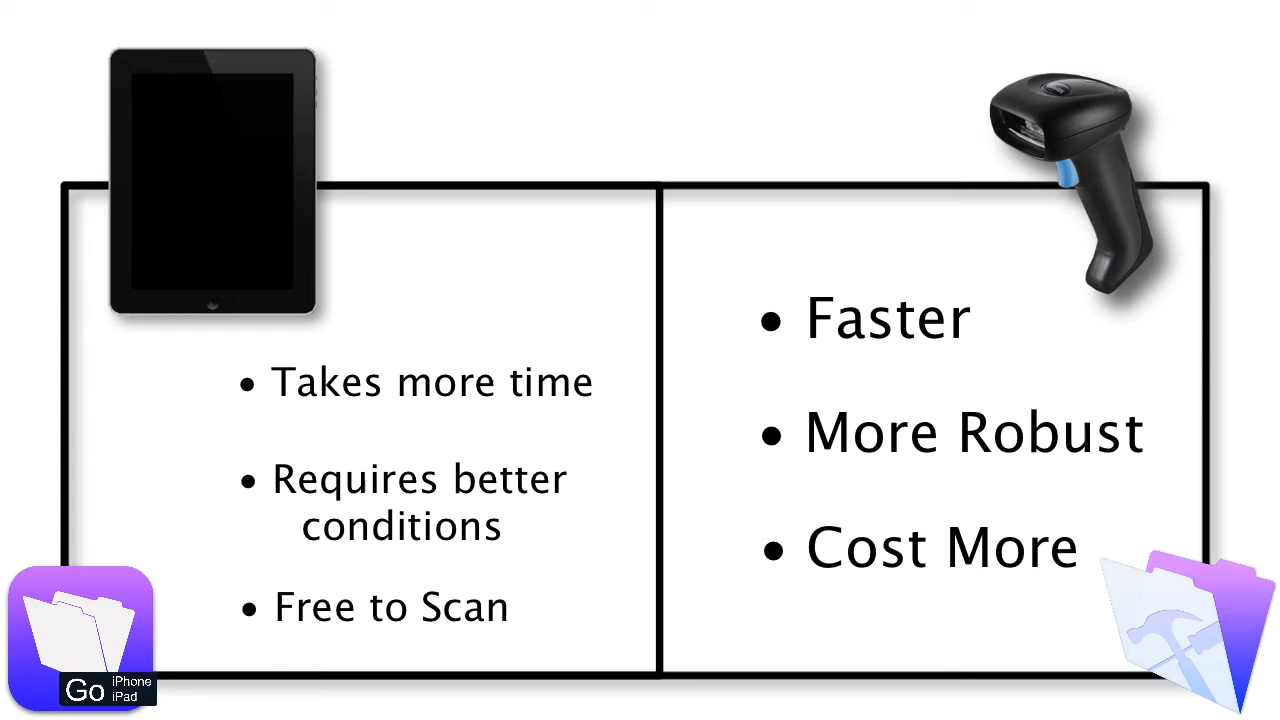 • Takes more time
• Requires better
conditions
• Free to Scan
• Faster
• More Robust
• Cost More
Go iPhone
iPad